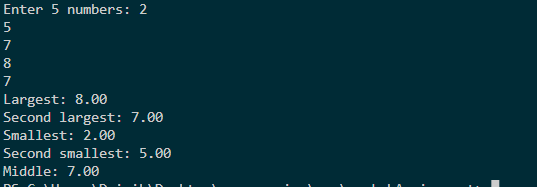 Enter 5 numbers: 2
5
7
8
7
Largest: 8.00
Second largest: 7.00
Smallest: 2.00
Second smallest: 5.00
Middle: 7.00